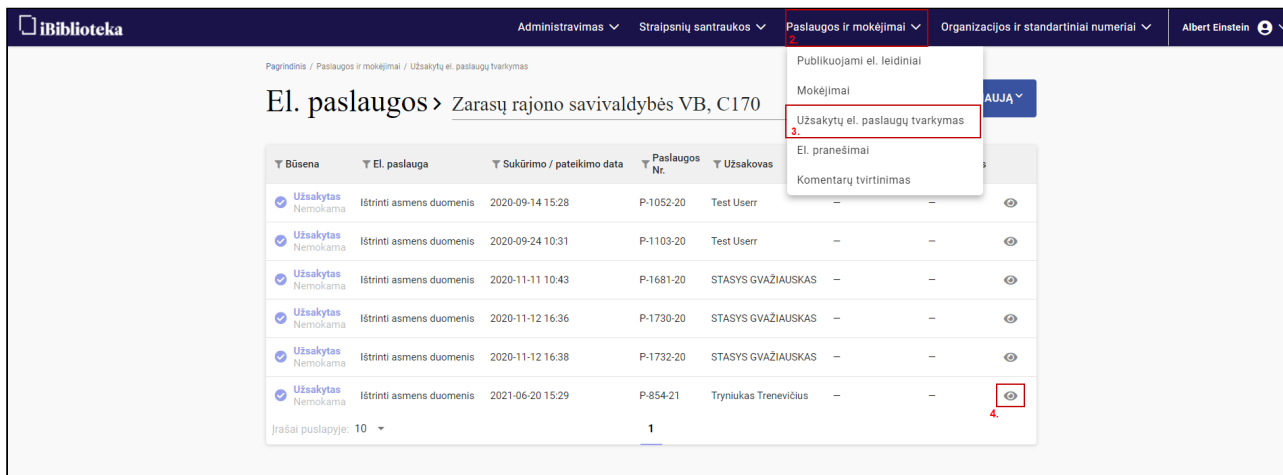 iBiblioteka Administravimas Straipsnių santraukos Paslaugos ir mokėjimai Organizacijos ir standartiniai numeriai Albert Einstein
2.
Publikuojami el. leidiniai
Mokėjimai
Užsakytų el. paslaugų tvarkymas
3.
El. pranešimai
Komentarų tvirtinimas
Pagrindinis / Paslaugos ir mokėjimai / Užsakytų el. paslaugų tvarkymas
El. paslaugos › Zarasų rajono savivaldybės VB, C170
Būsena El. paslauga Sukūrimo / pateikimo data Paslaugos Nr. Užsakovas
Užsakytas Nemokama Ištrinti asmens duomenis 2020-09-14 15:28 P-1052-20 Test Userr – –
Užsakytas Nemokama Ištrinti asmens duomenis 2020-09-24 10:31 P-1103-20 Test Userr – –
Užsakytas Nemokama Ištrinti asmens duomenis 2020-11-11 10:43 P-1681-20 STASYS GVAŽIAUSKAS – –
Užsakytas Nemokama Ištrinti asmens duomenis 2020-11-12 16:36 P-1730-20 STASYS GVAŽIAUSKAS – –
Užsakytas Nemokama Ištrinti asmens duomenis 2020-11-12 16:38 P-1732-20 STASYS GVAŽIAUSKAS – –
Užsakytas Nemokama Ištrinti asmens duomenis 2021-06-20 15:29 P-854-21 Tryniukas Trenevičius – –
4.
Įrašai puslapyje: 10 1